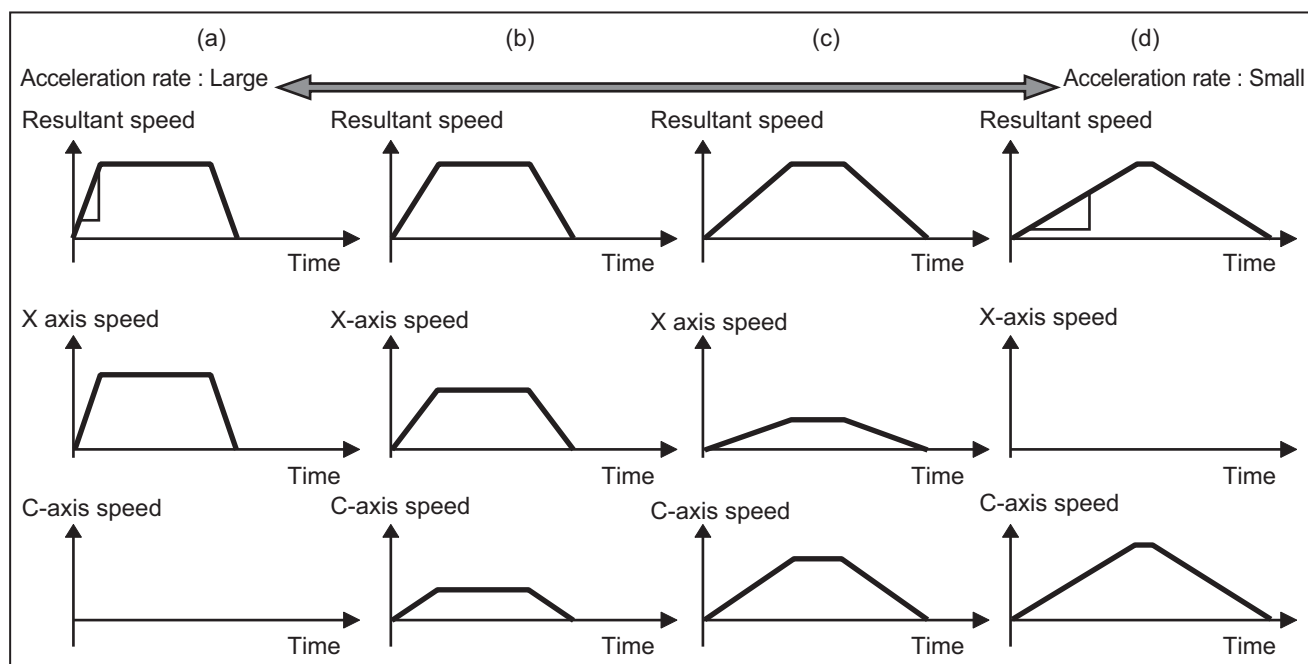 (a) (b) (c) (d)
Acceleration rate : Large Acceleration rate : Small
Resultant speed Resultant speed Resultant speed Resultant speed
Time Time Time Time
X axis speed X-axis speed X axis speed X-axis speed
Time Time Time Time
C-axis speed C-axis speed C-axis speed C-axis speed
Time Time Time Time